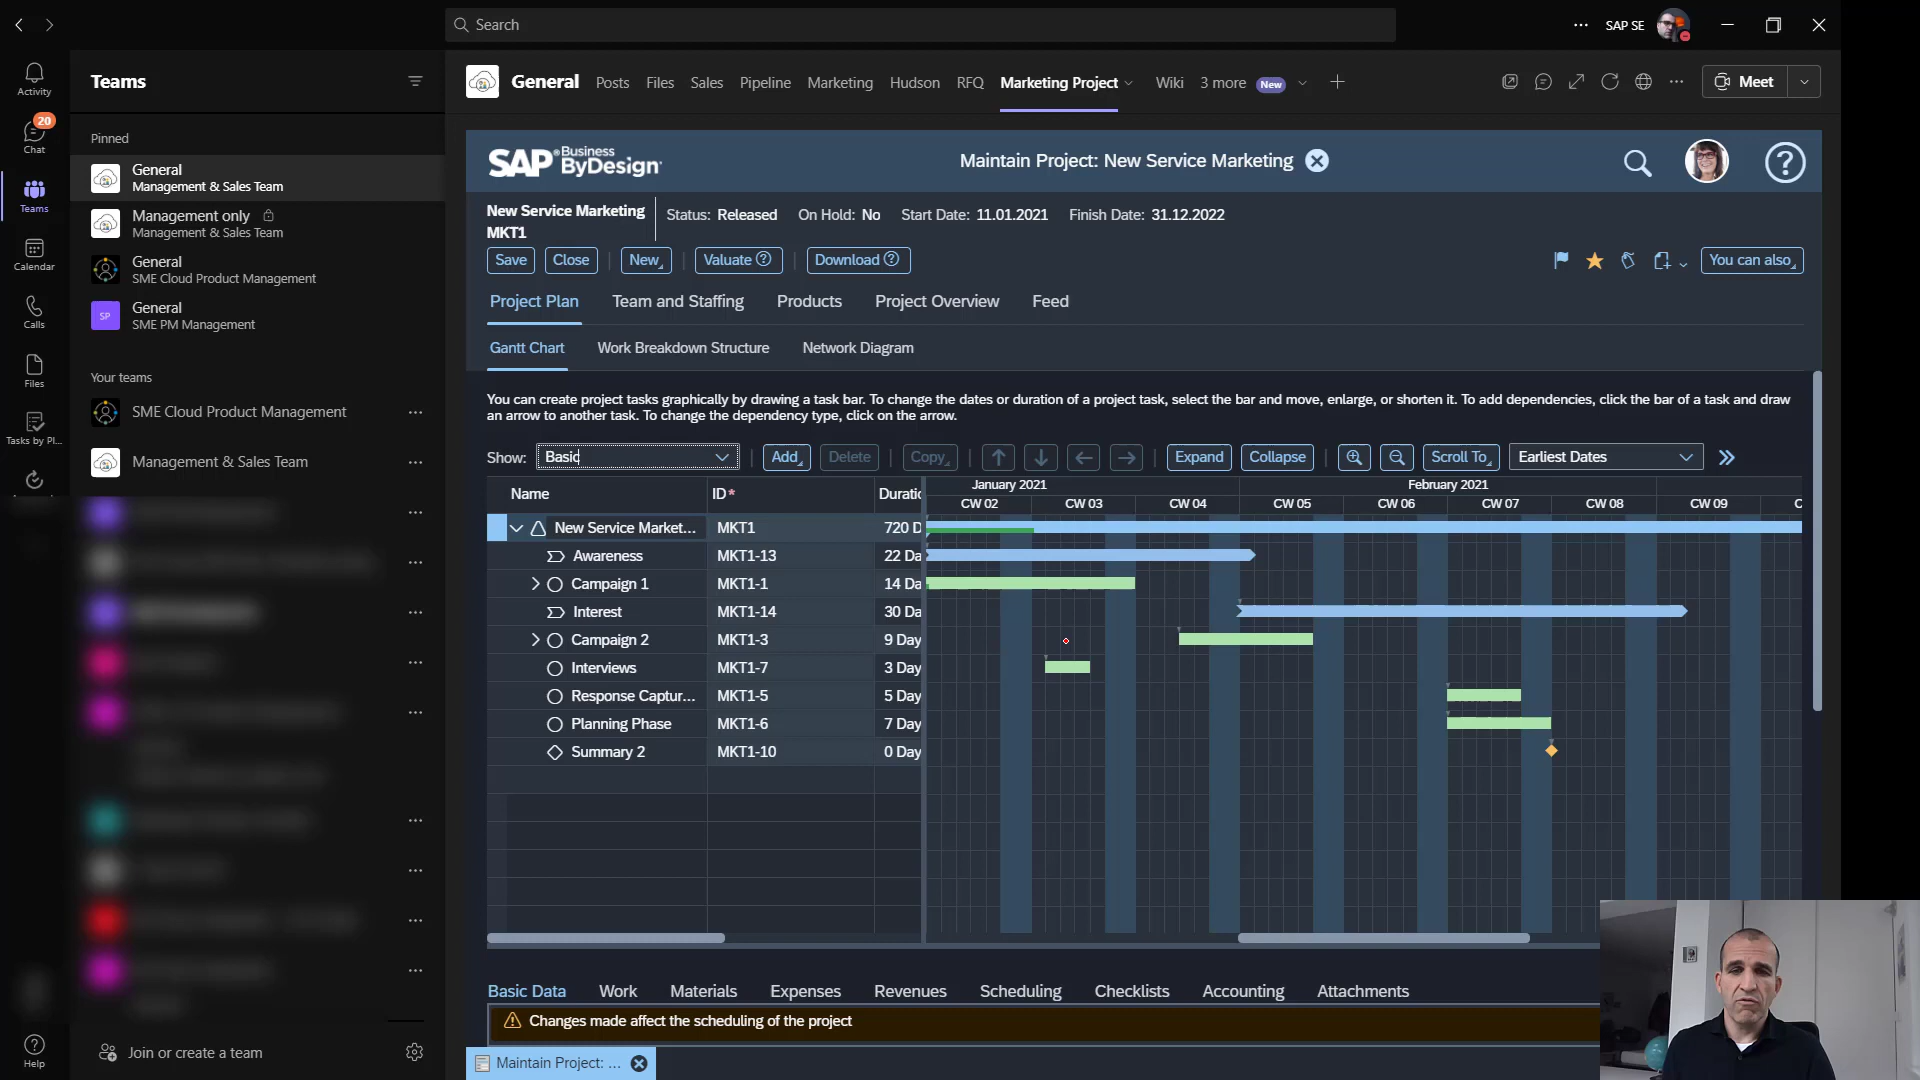 Search
SAP SE
Activity
20
Chat
Teams
Calendar
Calls
Files
Tasks by Pl...
Help
Teams
Pinned
General
Management & Sales Team
Management only
Management & Sales Team
General
SME Cloud Product Management
SP
General
SME PM Management
Your teams
SME Cloud Product Management
Management & Sales Team
Join or create a team
General Posts Files Sales Pipeline Marketing Hudson RFQ Marketing Project Wiki 3 more New
Meet
SAP Business ByDesign
Maintain Project: New Service Marketing
New Service Marketing
MKT1
Status: Released On Hold: No Start Date: 11.01.2021 Finish Date: 31.12.2022
Save Close New Valuate Download You can also
Project Plan Team and Staffing Products Project Overview Feed
Gantt Chart Work Breakdown Structure Network Diagram
You can create project tasks graphically by drawing a task bar. To change the dates or duration of a project task, select the bar and move, enlarge, or shorten it. To add dependencies, click the bar of a task and draw
an arrow to another task. To change the dependency type, click on the arrow.
Show: Basic Add Delete Copy Expand Collapse Scroll To Earliest Dates
January 2021 February 2021
Name ID* Duratic CW 02 CW 03 CW 04 CW 05 CW 06 CW 07 CW 08 CW 09 C
New Service Market... MKT1 720 D
Awareness MKT1-13 22 Da
Campaign 1 MKT1-1 14 Da
Interest MKT1-14 30 Da
Campaign 2 MKT1-3 9 Day
Interviews MKT1-7 3 Day
Response Captur... MKT1-5 5 Day
Planning Phase MKT1-6 7 Day
Summary 2 MKT1-10 0 Day
Basic Data Work Materials Expenses Revenues Scheduling Checklists Accounting Attachments
Changes made affect the scheduling of the project
Maintain Project: ...